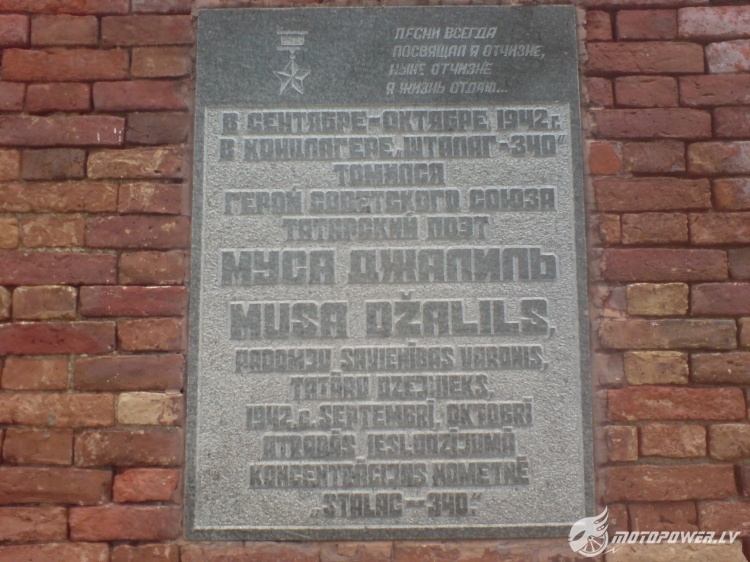 ПЕСНИ ВСЕГДА
ПОСВЯЩАЛ Я ОТЧИЗНЕ,
НЫНЕ ОТЧИЗНЕ
Я ЖИЗНЬ ОТДАЮ...
В СЕНТЯБРЕ-ОКТЯБРЕ 1942 г.
В КОНЦЛАГЕРЕ „ШТАЛАГ-340"
ТОМИЛСЯ
ГЕРОЙ СОВЕТСКОГО СОЮЗА
ТАТАРСКИЙ ПОЭТ
МУСА ДЖАЛИЛЬ
MUSA DŽALILS,
PADOMJU SAVIENĪBAS VARONIS,
TATĀRU DZEJNIEKS,
1942. G. SEPTEMBRĪ, OKTOBRĪ
ATRADĀS IESLODZĪJUMĀ
KONCENTRĀCIJAS NOMETNĒ
„STALAG-340."
MOTOPOWER.LV